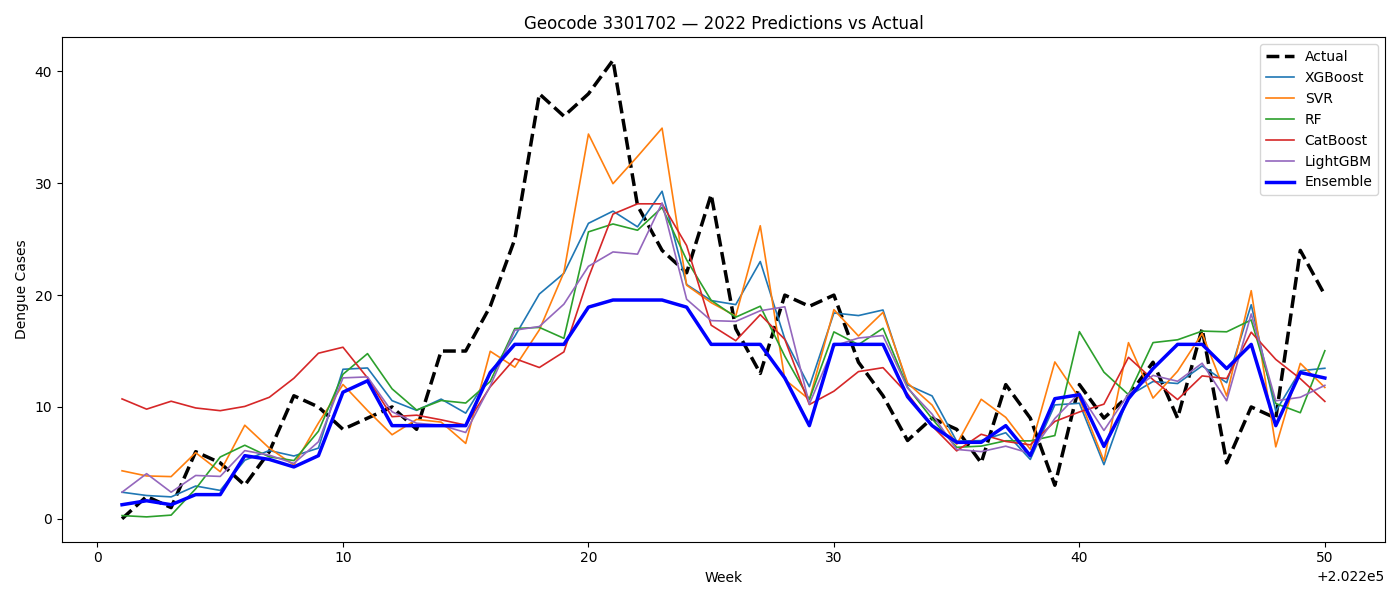 Geocode 3301702 — 2022 Predictions vs Actual
Dengue Cases
40
30
20
10
0
Actual
XGBoost
SVR
RF
CatBoost
LightGBM
Ensemble
0 10 20 30 40 50
Week
+2.022e5